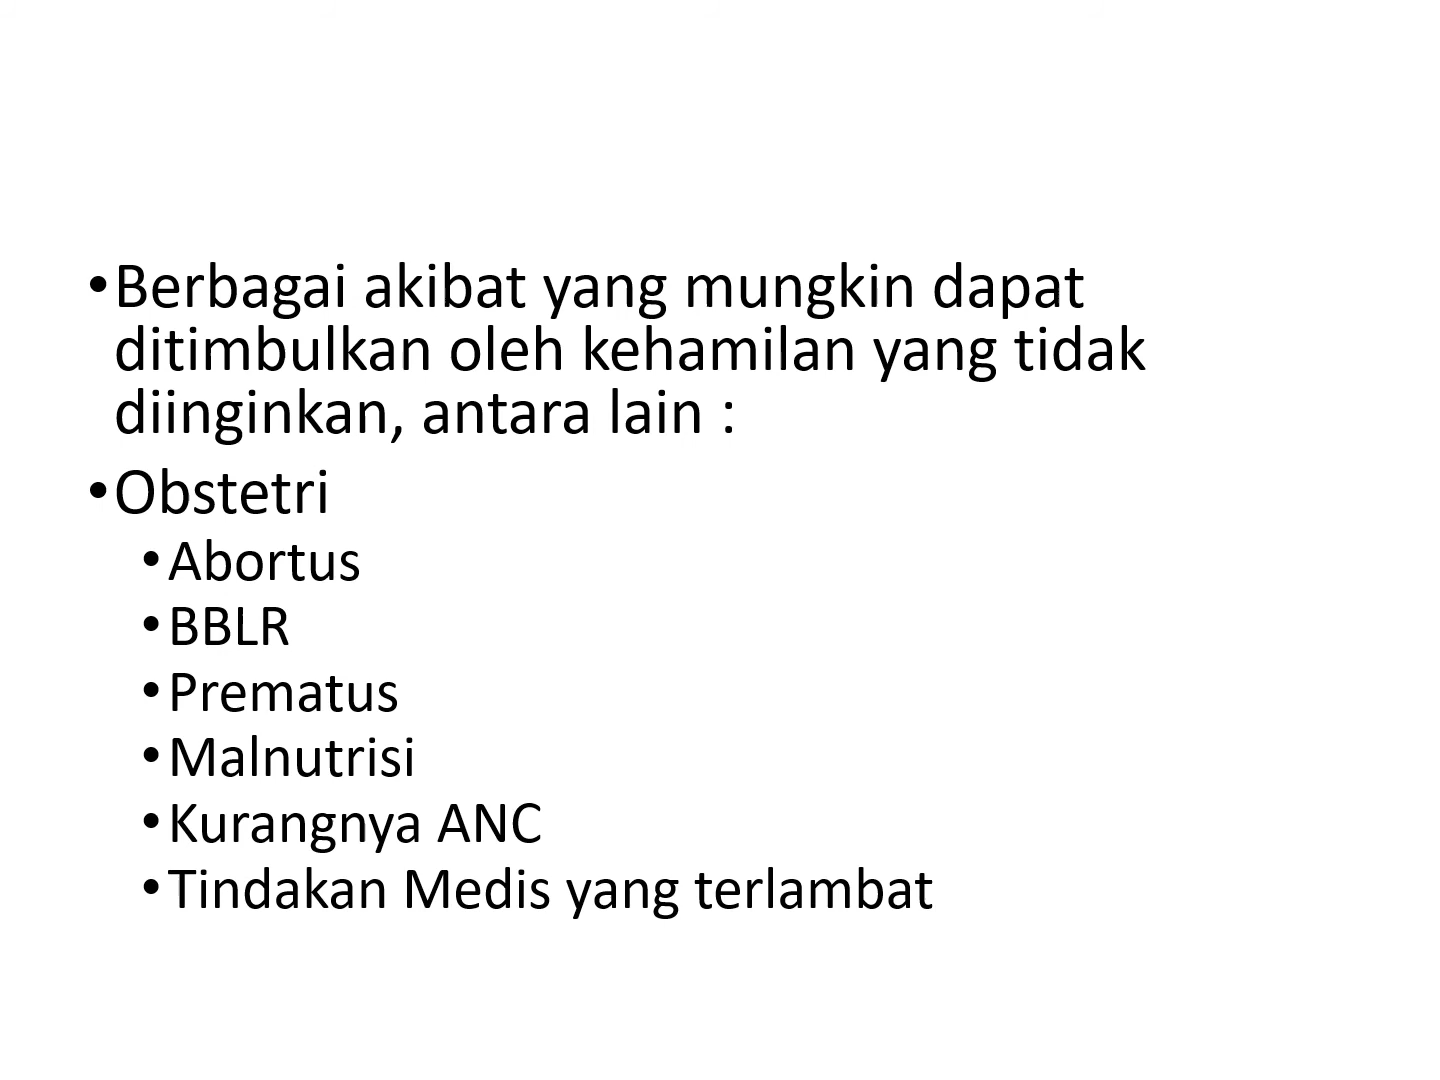 •Berbagai akibat yang mungkin dapat
ditimbulkan oleh kehamilan yang tidak
diinginkan, antara lain :
•Obstetri
•Abortus
•BBLR
•Prematus
•Malnutrisi
•Kurangnya ANC
•Tindakan Medis yang terlambat